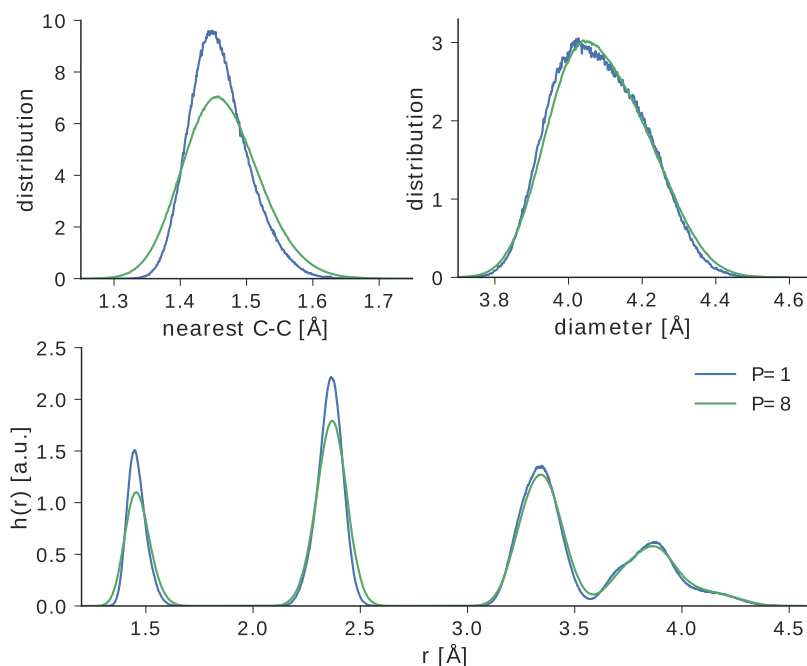 10
8
6
4
2
0
distribution
1.3 1.4 1.5 1.6 1.7
nearest C-C [Å]
3
2
1
0
distribution
3.8 4.0 4.2 4.4 4.6
diameter [Å]
2.5
2.0
1.5
1.0
0.5
0.0
h(r) [a.u.]
P= 1
P= 8
1.5 2.0 2.5 3.0 3.5 4.0 4.5
r [Å]